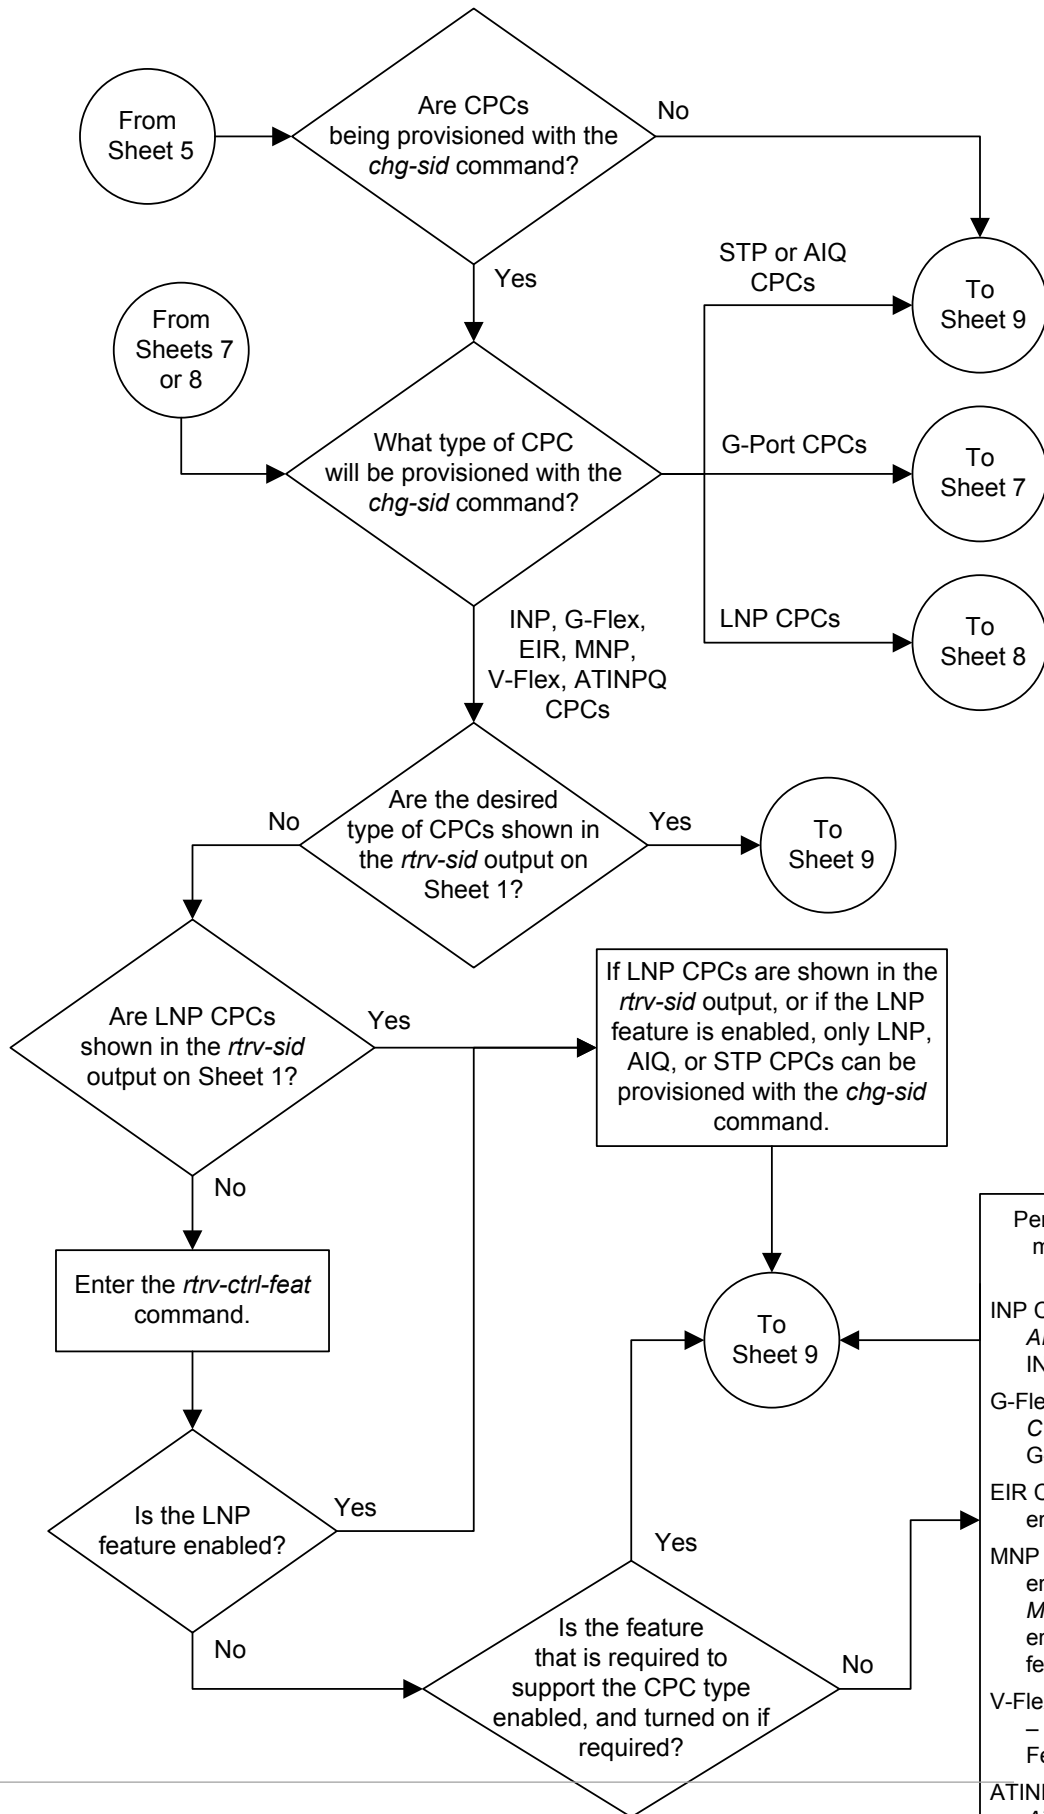 Are CPCs
being provisioned with the
chg-sid command?
From
Sheet 5
No
Yes
STP or AIQ
CPCs
To
Sheet 9
From
Sheets 7
or 8
What type of CPC
will be provisioned with the
chg-sid command?
G-Port CPCs
To
Sheet 7
LNP CPCs
To
Sheet 8
INP, G-Flex,
EIR, MNP,
V-Flex, ATINPQ
CPCs
Are the desired
type of CPCs shown in
the rtrv-sid output on
Sheet 1?
No
Yes
To
Sheet 9
Are LNP CPCs
shown in the rtrv-sid
output on Sheet 1?
Yes
No
If LNP CPCs are shown in the
rtrv-sid output, or if the LNP
feature is enabled, only LNP,
AIQ, or STP CPCs can be
provisioned with the chg-sid
command.
Enter the rtrv-ctrl-feat
command.
To
Sheet 9
Is the LNP
feature enabled?
Yes
No
Is the feature
that is required to
support the CPC type
enabled, and turned on if
required?
Yes
No
INP
EIR
MNP
–